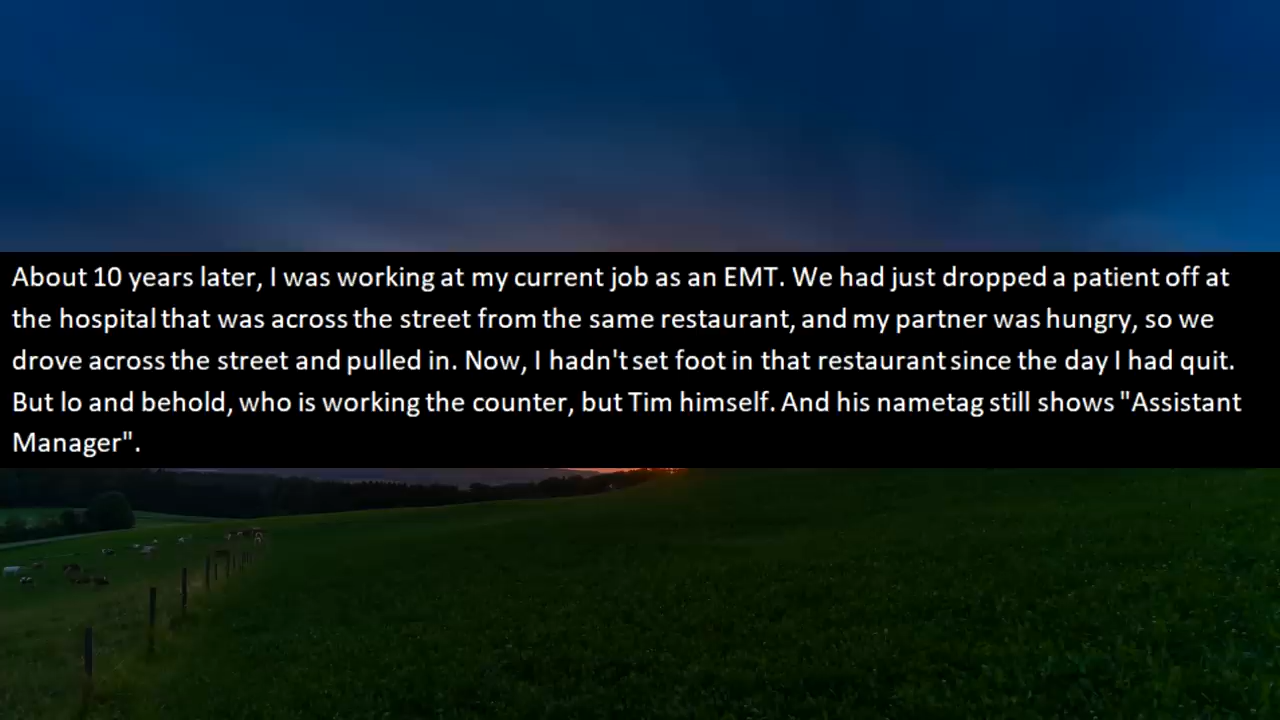 About 10 years later, I was working at my current job as an EMT. We had just dropped a patient off at
the hospital that was across the street from the same restaurant, and my partner was hungry, so we
drove across the street and pulled in. Now, I hadn't set foot in that restaurant since the day I had quit.
But lo and behold, who is working the counter, but Tim himself. And his nametag still shows "Assistant
Manager".